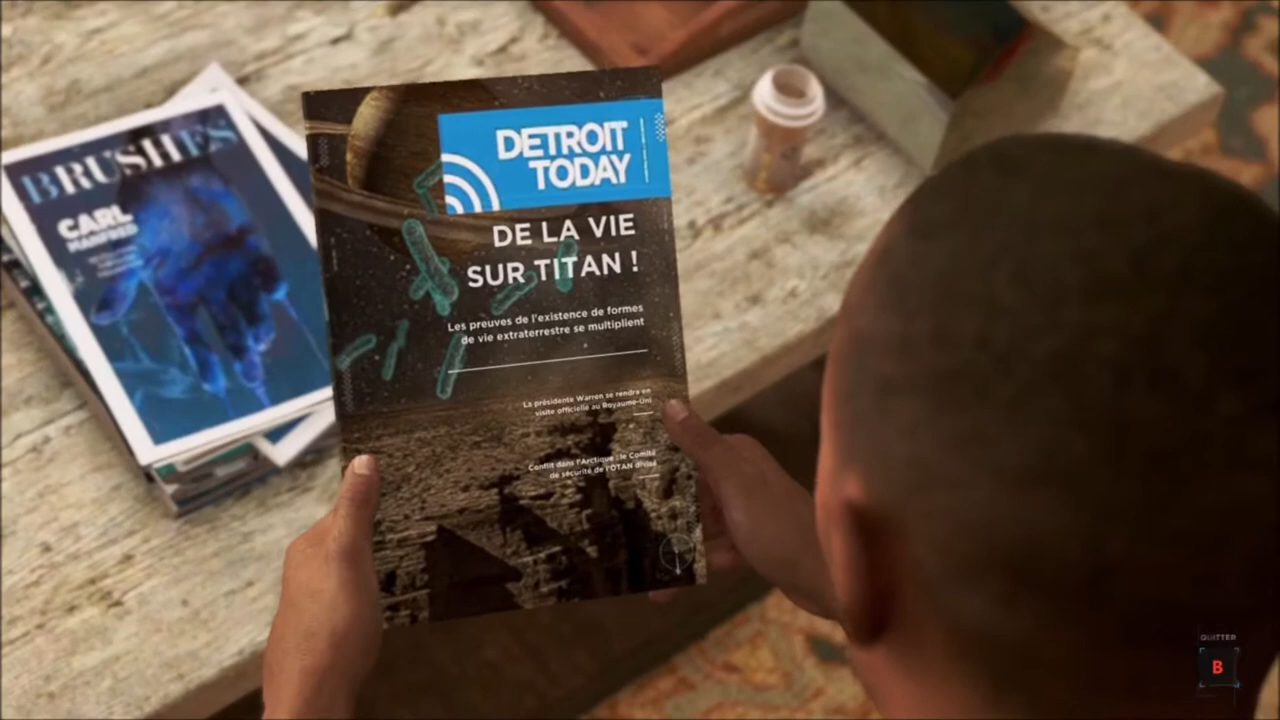 BRUSHES
CARL
MANFRED
DETROIT
TODAY
DE LA VIE
SUR TITAN !
Les preuves de l'existence de formes
de vie extraterrestre se multiplient
La présidente Warren se rendra en
visite officielle au Royaume-Uni
Conflit dans l'Arctique : le Comité
de sécurité de l'OTAN divisé
QUITTER
B